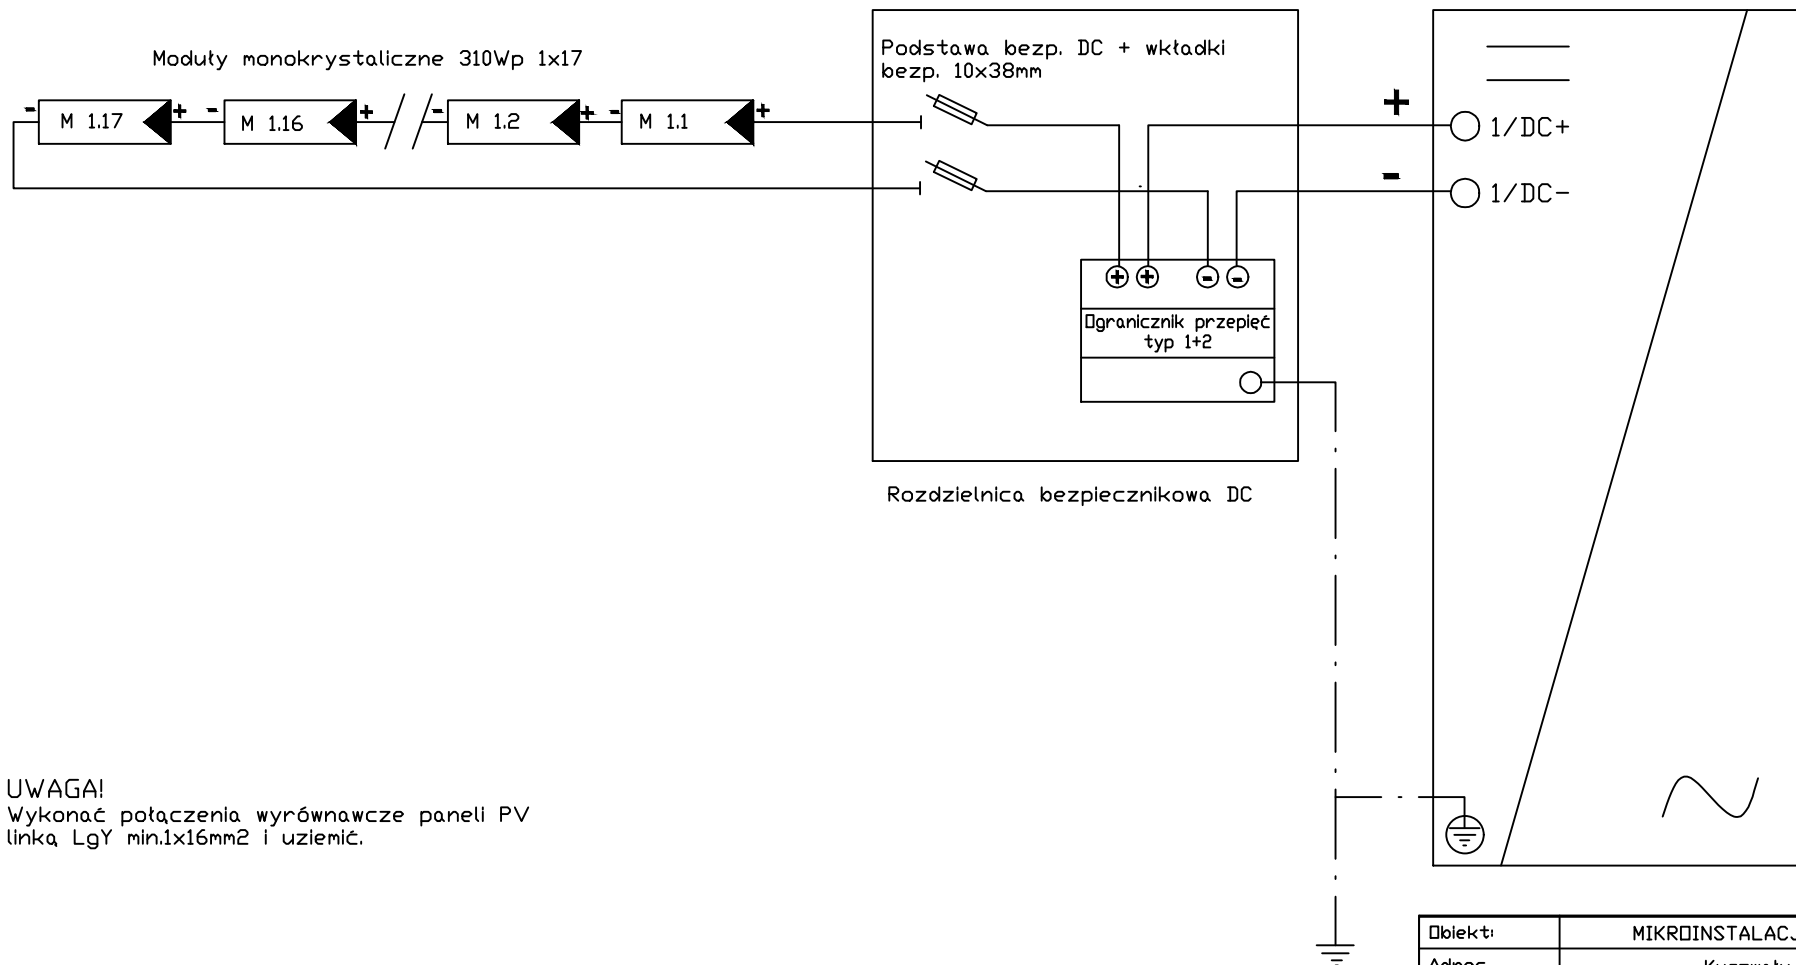 Moduły monokrystaliczne 310Wp 1x17
- M 1.17 + - M 1.16 + - M 1.2 + - M 1.1 +
Podstawa bezp. DC + wkładki
bezp. 10x38mm
+
1/DC+
-
1/DC-
+ + - -
Ogranicznik przepięć
typ 1+2
Rozdzielnica bezpiecznikowa DC
UWAGA!
Wykonać połączenia wyrównawcze paneli PV
linką LgY min.1x16mm2 i uziemić.
Obiekt: MIKROINSTALACJ